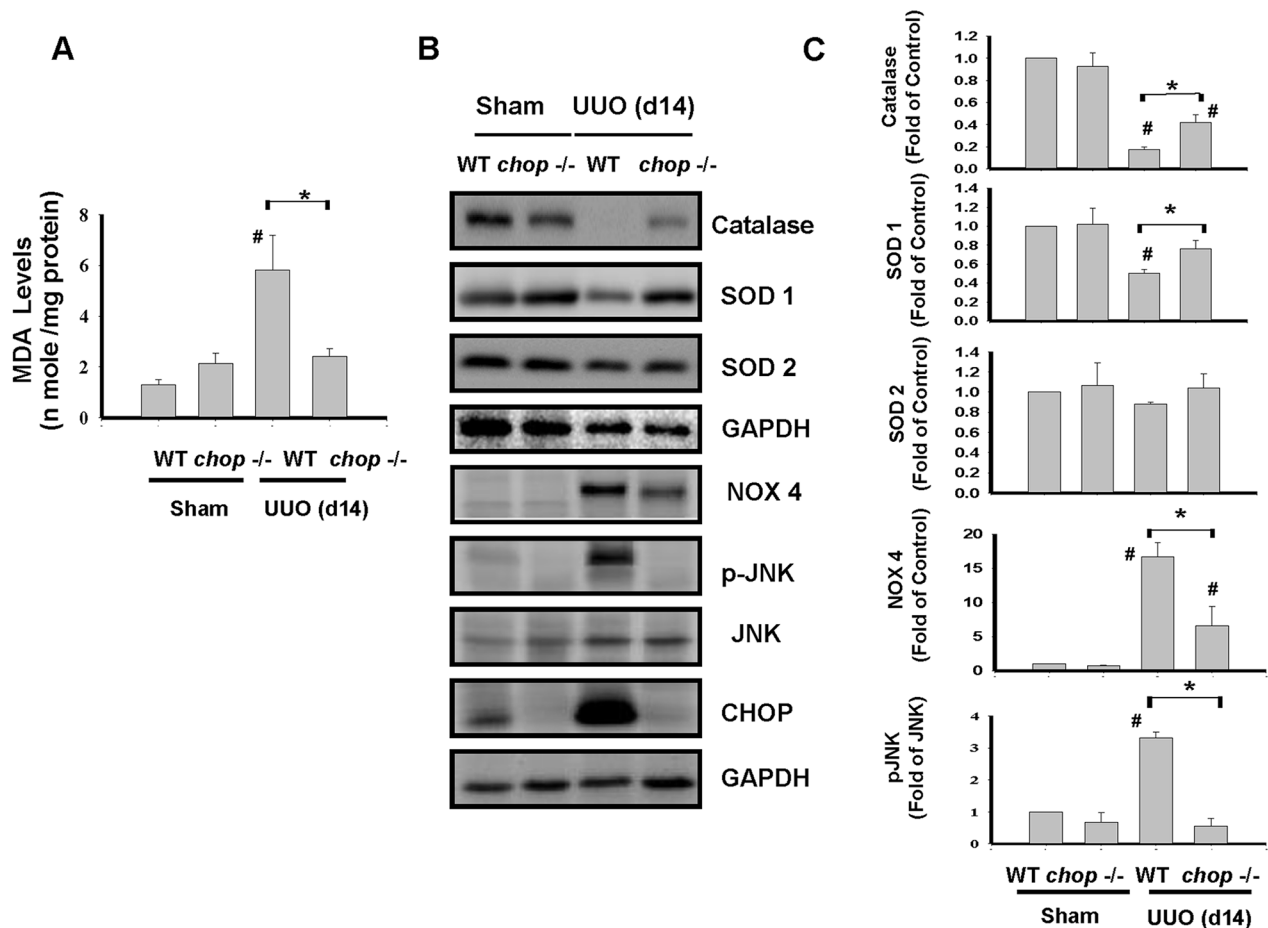 A
MDA Levels
(n mole /mg protein)
8
6
4
2
0
#
*
WT chop -/- WT chop -/-
Sham UUO (d14)
B
Sham UUO (d14)
WT chop -/- WT chop -/-
Catalase
SOD 1
SOD 2
GAPDH
NOX 4
p-JNK
JNK
CHOP
GAPDH
C
Catalase
(Fold of Control)
1.2
1.0
0.8
0.6
0.4
0.2
0.0
#
*
#
SOD 1
(Fold of Control)
1.4
1.2
1.0
0.8
0.6
0.4
0.2
0.0
#
*
SOD 2
(Fold of Control)
1.4
1.2
1.0
0.8
0.6
0.4
0.2
0.0
NOX 4
(Fold of Control)
20
15
10
5
0
#
*
#
pJNK
(Fold of JNK)
4
3
2
1
0
#
*
WT chop -/- WT chop -/-
Sham UUO (d14)